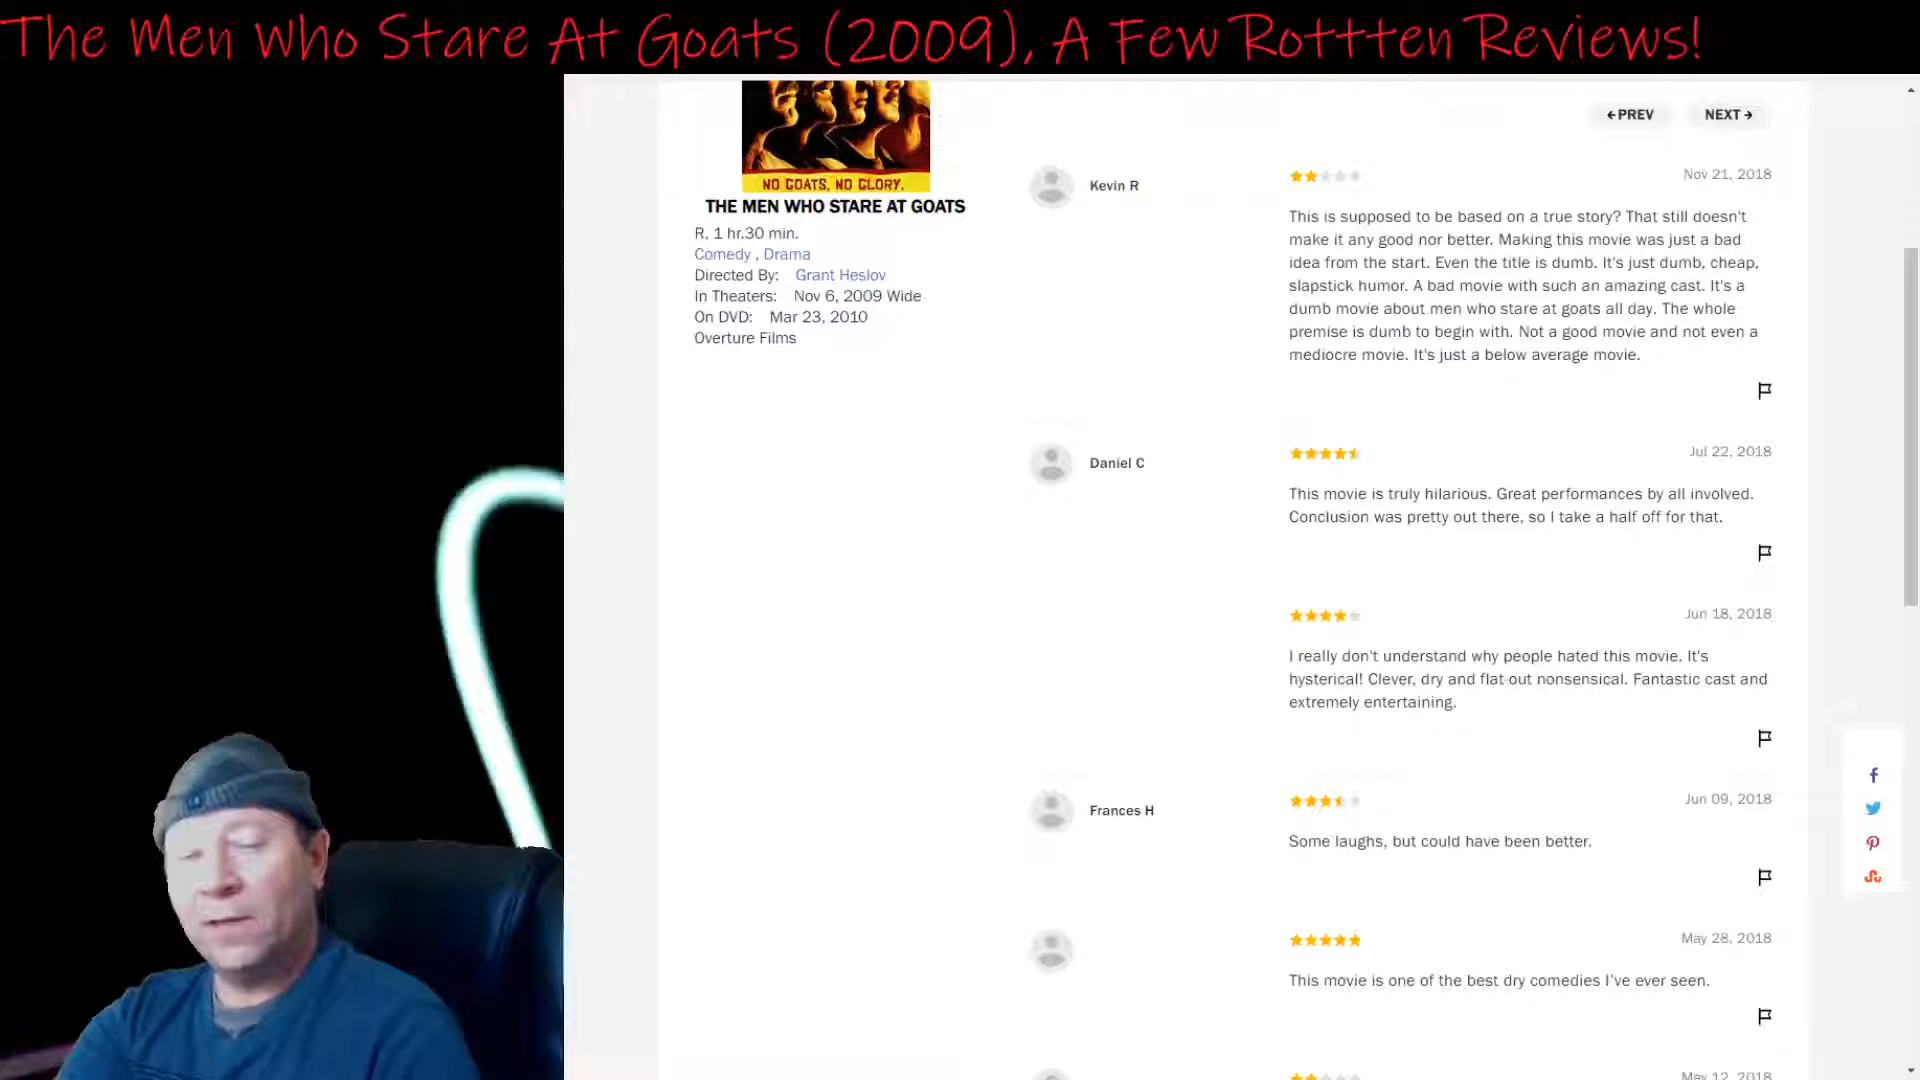 The Men Who Stare At Goats (2009), A Few Rottten Reviews!
NO GOATS, NO GLORY.
THE MEN WHO STARE AT GOATS
R, 1 hr.30 min.
Comedy , Drama
Directed By: Grant Heslov
In Theaters: Nov 6, 2009 Wide
On DVD: Mar 23, 2010
Overture Films
PREV NEXT
Kevin R
Nov 21, 2018
This is supposed to be based on a true story? That still doesn't
make it any good nor better. Making this movie was just a bad
idea from the start. Even the title is dumb. It's just dumb, cheap,
slapstick humor. A bad movie with such an amazing cast. It's a
dumb movie about men who stare at goats all day. The whole
premise is dumb to begin with. Not a good movie and not even a
mediocre movie. It's just a below average movie.
Daniel C
Jul 22, 2018
This movie is truly hilarious. Great performances by all involved.
Conclusion was pretty out there, so I take a half off for that.
Jun 18, 2018
I really don't understand why people hated this movie. It's
hysterical! Clever, dry and flat-out nonsensical. Fantastic cast and
extremely entertaining.
Frances H
Jun 09, 2018
Some laughs, but could have been better.
May 28, 2018
This movie is one of the best dry comedies I've ever seen.
May 12, 2018